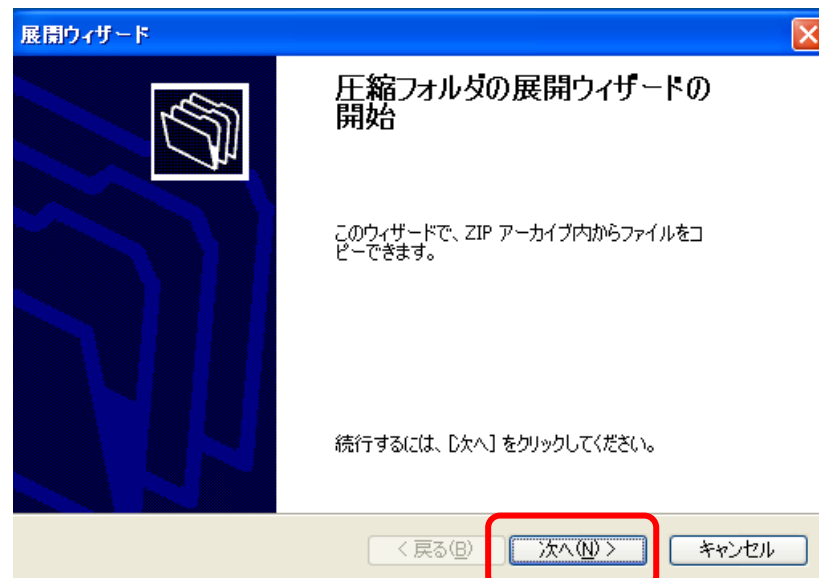 展開ウィザード
圧縮フォルダの展開ウィザードの
開始
このウィザードで、ZIP アーカイブ内からファイルをコ
ピーできます。
続行するには、[次へ] をクリックしてください。
< 戻る(B)
次へ(N) >
キャンセル